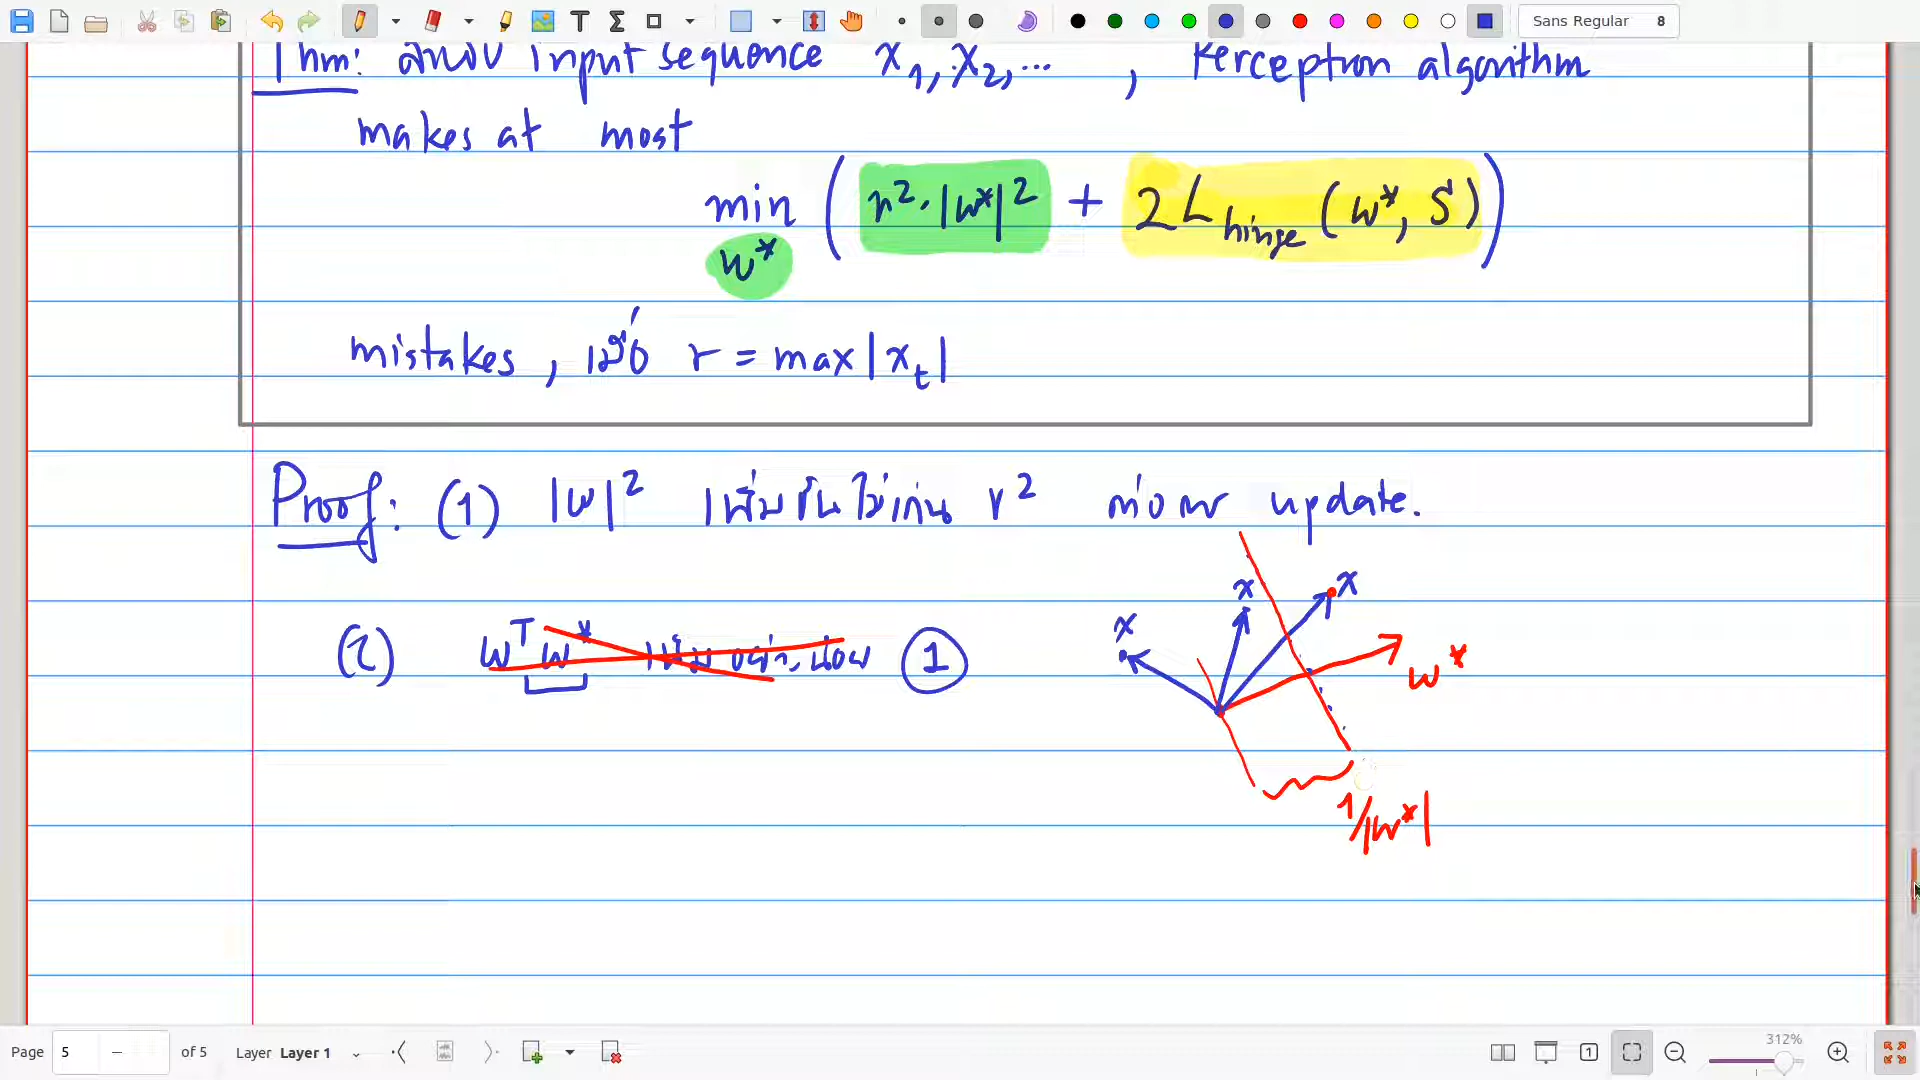 Sans Regular 8
Thm: สำหรับ input sequence x₁, x₂, ... , Perceptron algorithm
makes at most
min ( r²·|w*|² + 2L_hinge (w*, S) )
w*
mistakes, เมื่อ r = max|x_t|
Proof: (1) |w|² เพิ่มขึ้นไม่เกิน r² ต่อการ update.
x x x
(2) wᵀw* เพิ่มอย่างน้อย 1
w*
1/|w*|
Page 5 of 5 Layer Layer 1 312%